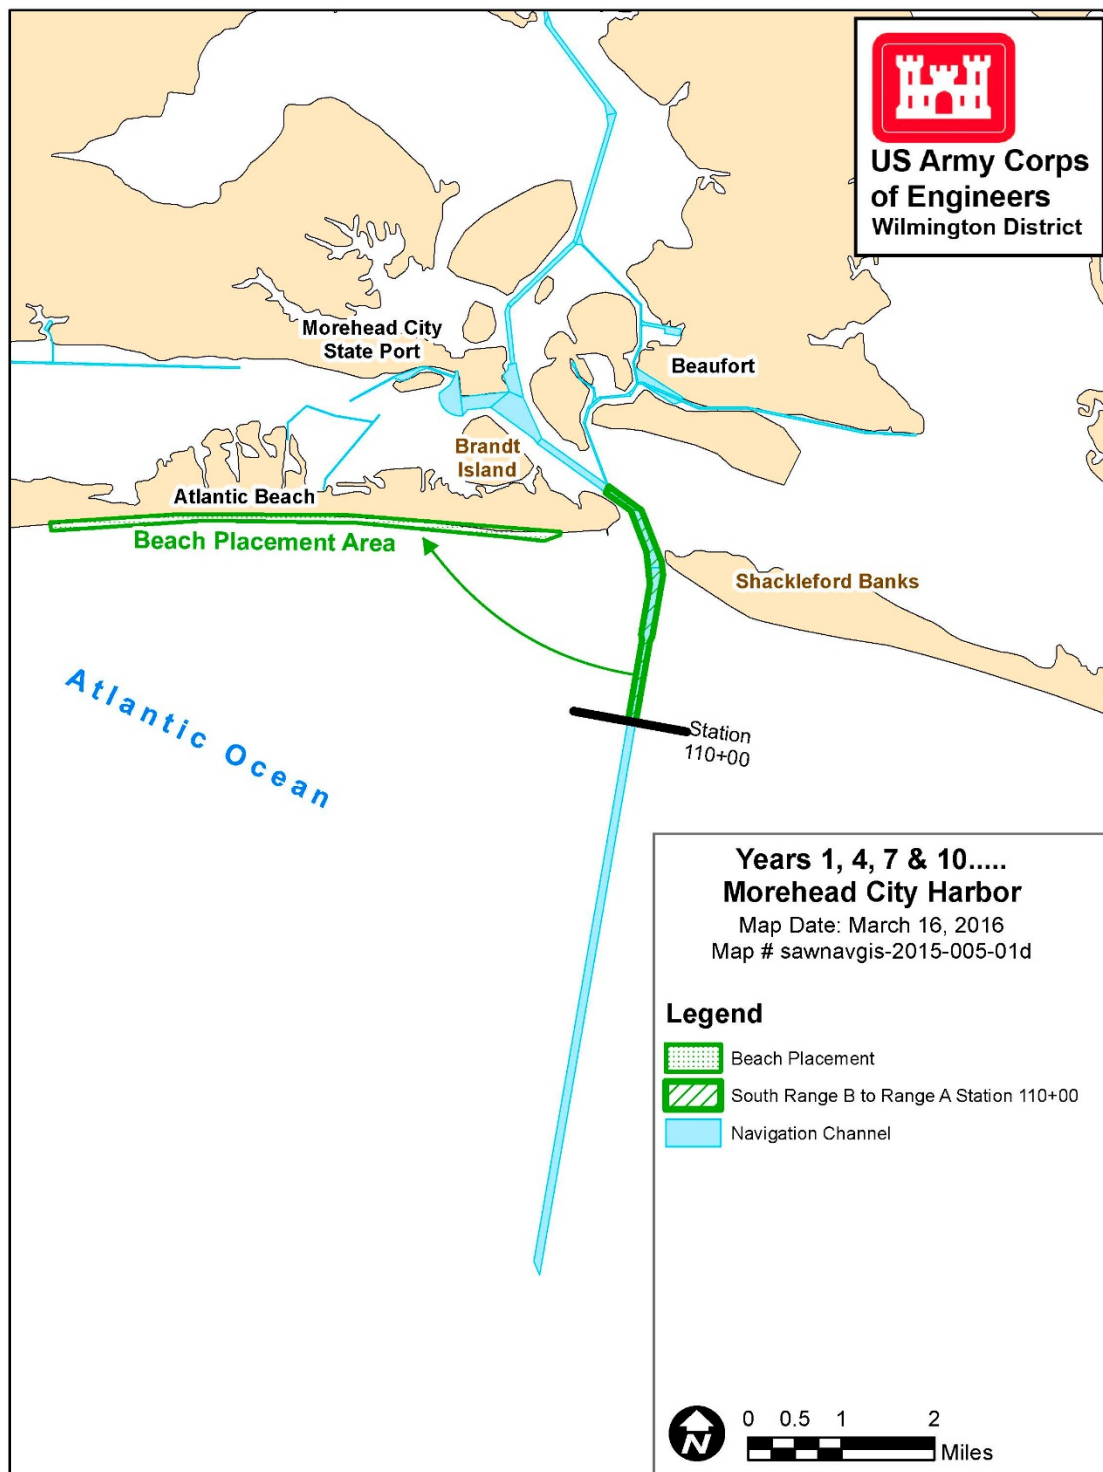 US Army Corps
of Engineers
Wilmington District
Morehead City
State Port
Beaufort
Brandt
Island
Atlantic Beach
Beach Placement Area
Shackleford Banks
Atlantic Ocean
Station
110+00
Years 1, 4, 7 & 10.....
Morehead City Harbor
Map Date: March 16, 2016
Map # sawnavgis-2015-005-01d
Legend
Beach Placement
South Range B to Range A Station 110+00
Navigation Channel
N
0 0.5 1 2
Miles